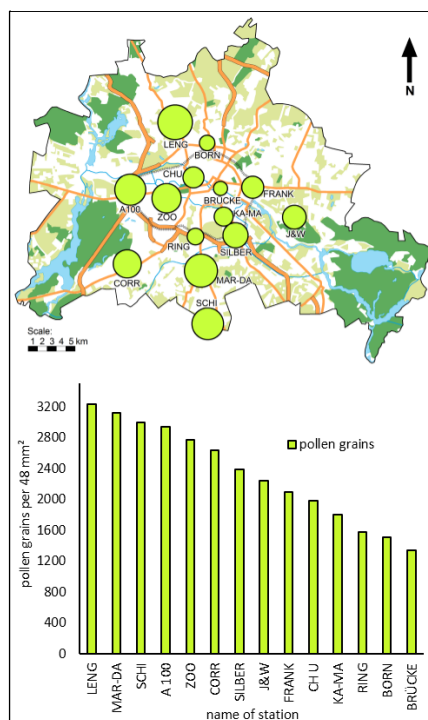 N
LENG
BORN
CHU
FRANK
A100
ZOO
BRÜCKE
KA-MA
J&W
RING
SILBER
CORR
MAR-DA
SCHI
Scale:
1 2 3 4 5 km
3200
2800
2400
2000
1600
1200
800
400
0
pollen grains per 48 mm²
pollen grains
LENG
MAR-DA
SCHI
A 100
ZOO
CORR
SILBER
J&W
FRANK
CH U
KA-MA
RING
BORN
BRÜCKE
name of station